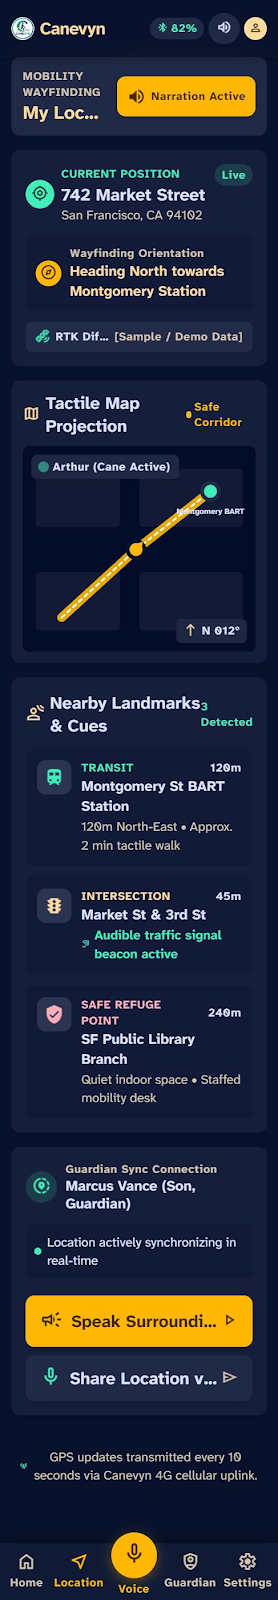 Canevyn
82%
MOBILITY
WAYFINDING
My Loc...
Narration Active
CURRENT POSITION
Live
742 Market Street
San Francisco, CA 94102
Wayfinding Orientation
Heading North towards
Montgomery Station
RTK Dif... [Sample / Demo Data]
Tactile Map
Projection
Safe
Corridor
Arthur (Cane Active)
Montgomery BART
N 012°
Nearby Landmarks
& Cues
3
Detected
TRANSIT
120m
Montgomery St BART
Station
120m North-East • Approx.
2 min tactile walk
INTERSECTION
45m
Market St & 3rd St
Audible traffic signal
beacon active
SAFE REFUGE
POINT
240m
SF Public Library
Branch
Quiet indoor space • Staffed
mobility desk
Guardian Sync Connection
Marcus Vance (Son,
Guardian)
Location actively synchronizing in
real-time
Speak Surroundi...
Share Location v...
GPS updates transmitted every 10
seconds via Canevyn 4G cellular uplink.
Home
Location
Voice
Guardian
Settings